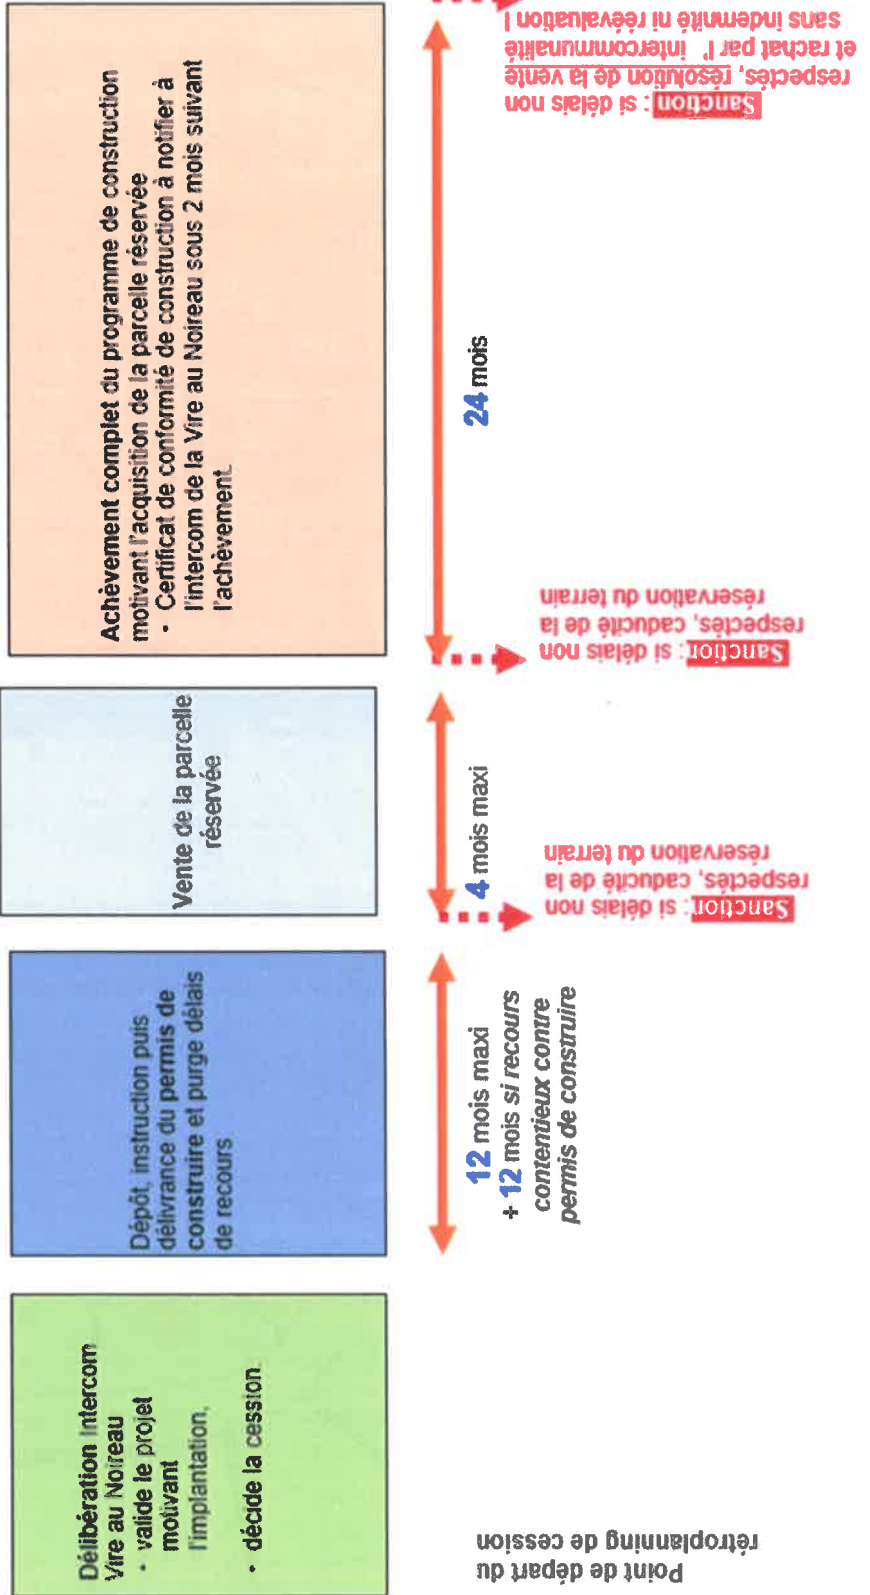 Délibération Intercom
Vire au Noireau
• valide le projet
motivant
l'implantation,
• décide la cession
Dépôt, instruction puis
délivrance du permis de
construire et purge délais
de recours
Vente de la parcelle
réservée
Achèvement complet du programme de construction
motivant l'acquisition de la parcelle réservée
• Certificat de conformité de construction à notifier à
l'intercom de la Vire au Noireau sous 2 mois suivant
l'achèvement.
Point de départ du
rétroplanning de cession
12 mois maxi
+ 12 mois si recours
contentieux contre
permis de construire
4 mois maxi
24 mois
Sanction : si délais non
respectés, caducité de la
réservation du terrain
Sanction : si délais non
respectés, caducité de la
réservation du terrain
Sanction : si délais non
respectés, résolution de la vente
et rachat par l' intercommunalité
sans indemnité ni réévaluation !